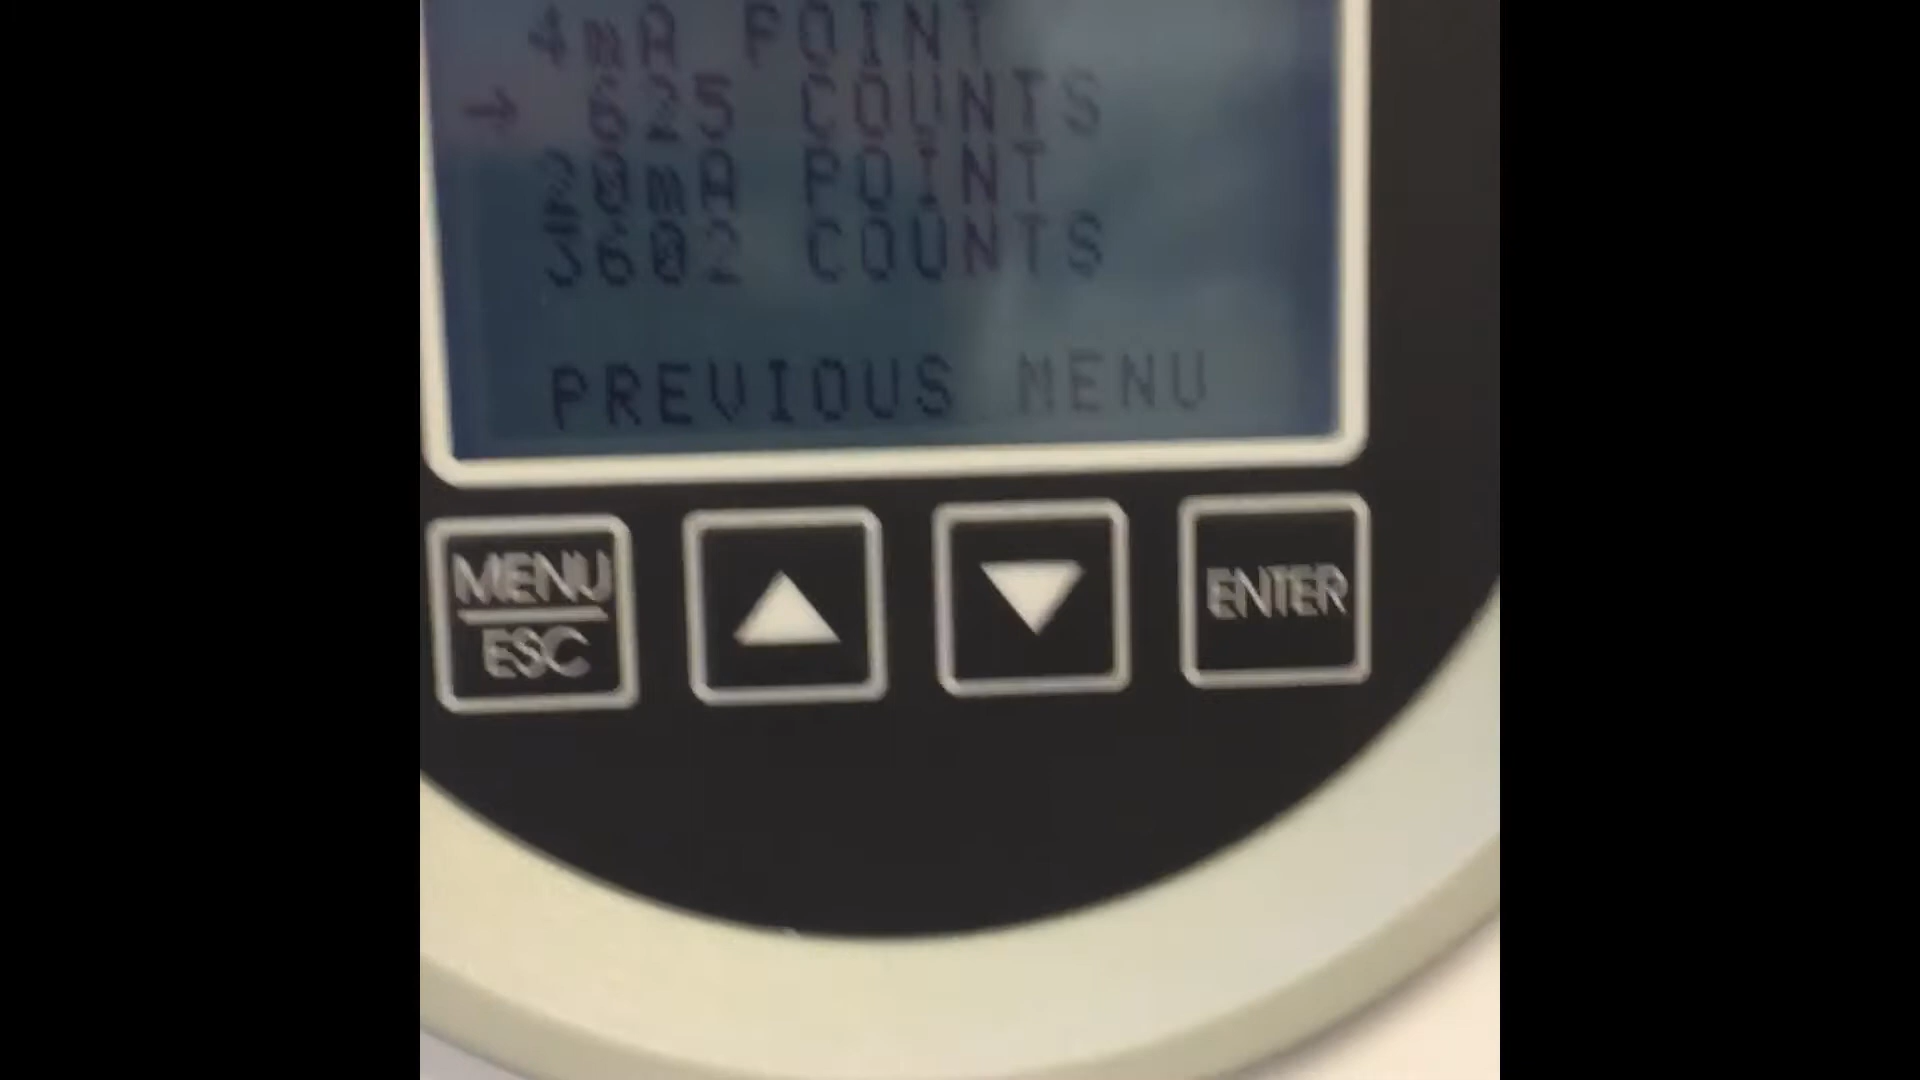 4mA POINT
→ 625 COUNTS
20mA POINT
3602 COUNTS
PREVIOUS MENU
MENU
ESC
ENTER